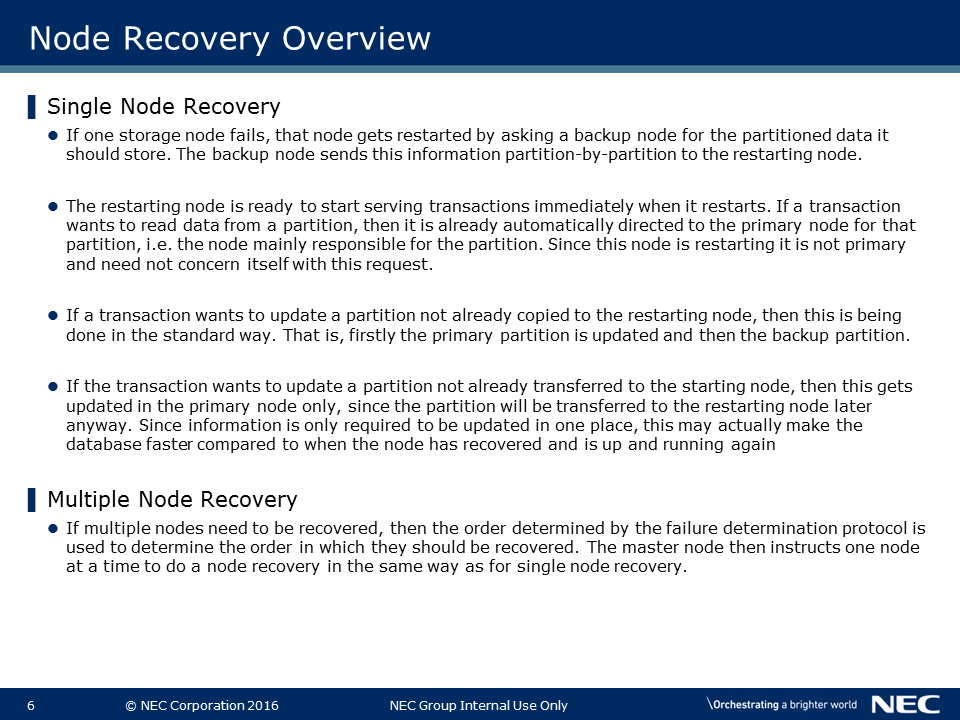 Node Recovery Overview
Single Node Recovery
If one storage node fails, that node gets restarted by asking a backup node for the partitioned data it
should store. The backup node sends this information partition-by-partition to the restarting node.
The restarting node is ready to start serving transactions immediately when it restarts. If a transaction
wants to read data from a partition, then it is already automatically directed to the primary node for that
partition, i.e. the node mainly responsible for the partition. Since this node is restarting it is not primary
and need not concern itself with this request.
If a transaction wants to update a partition not already copied to the restarting node, then this is being
done in the standard way. That is, firstly the primary partition is updated and then the backup partition.
If the transaction wants to update a partition not already transferred to the starting node, then this gets
updated in the primary node only, since the partition will be transferred to the restarting node later
anyway. Since information is only required to be updated in one place, this may actually make the
database faster compared to when the node has recovered and is up and running again
Multiple Node Recovery
If multiple nodes need to be recovered, then the order determined by the failure determination protocol is
used to determine the order in which they should be recovered. The master node then instructs one node
at a time to do a node recovery in the same way as for single node recovery.
6 © NEC Corporation 2016 NEC Group Internal Use Only \Orchestrating a brighter world NEC